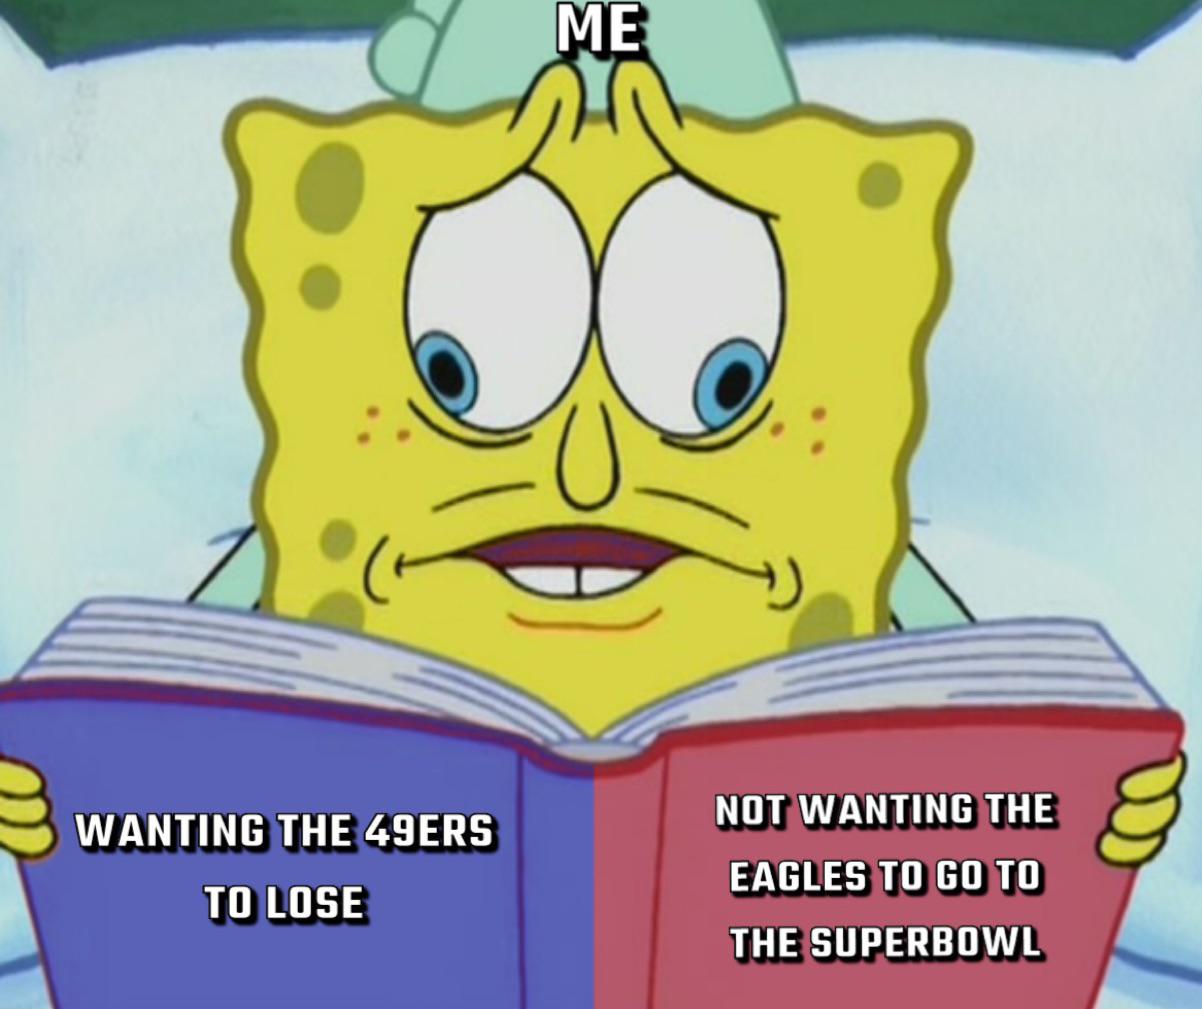 ME
WANTING THE 49ERS
TO LOSE
NOT WANTING THE
EAGLES TO GO TO
THE SUPERBOWL